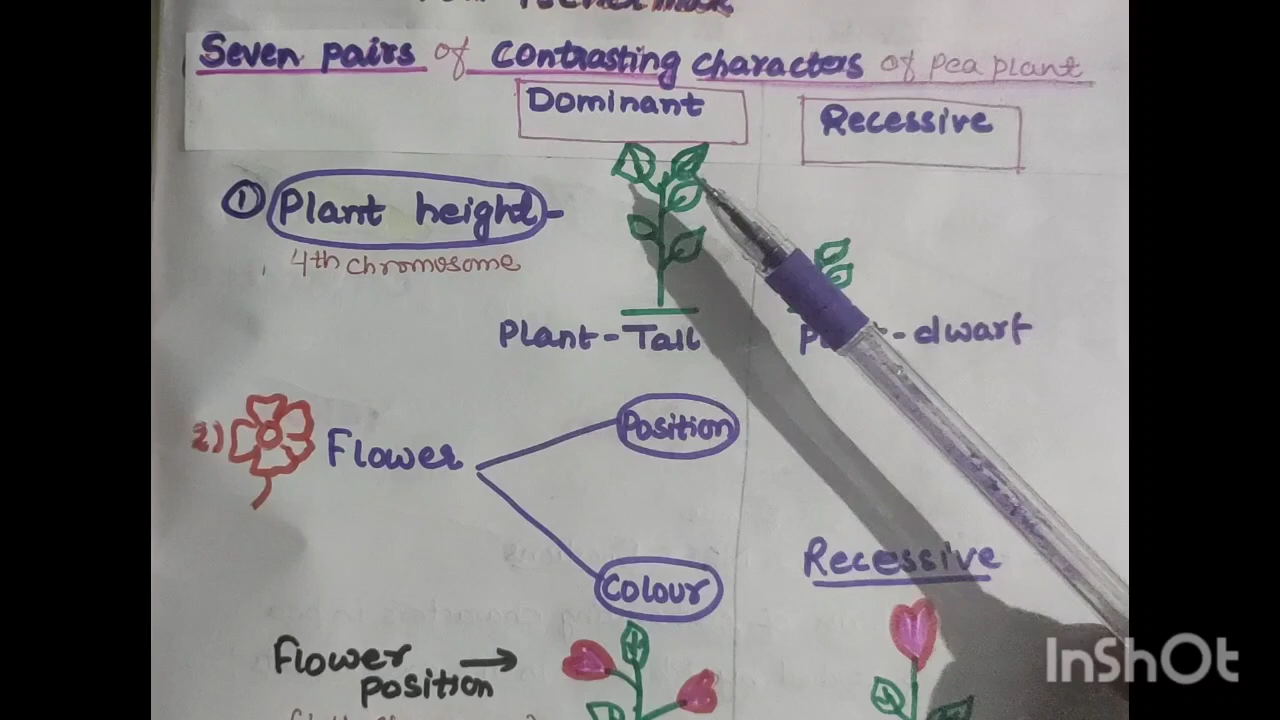 Seven pairs of contrasting characters of pea plant
Dominant
Recessive
① Plant height-
4th chromosome
Plant-Tall
-dwarf
2) Flower
Position
Colour
Recessive
Flower position →
InShOt